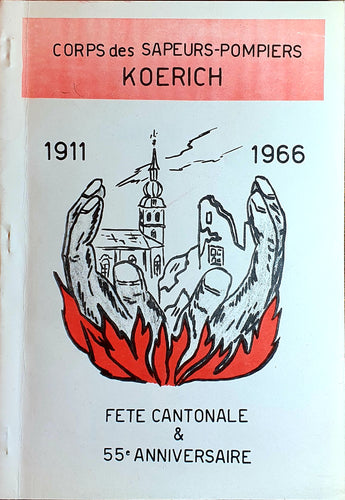 CORPS des SAPEURS-POMPIERS
KOERICH
1911 1966
FETE CANTONALE
&
55e ANNIVERSAIRE